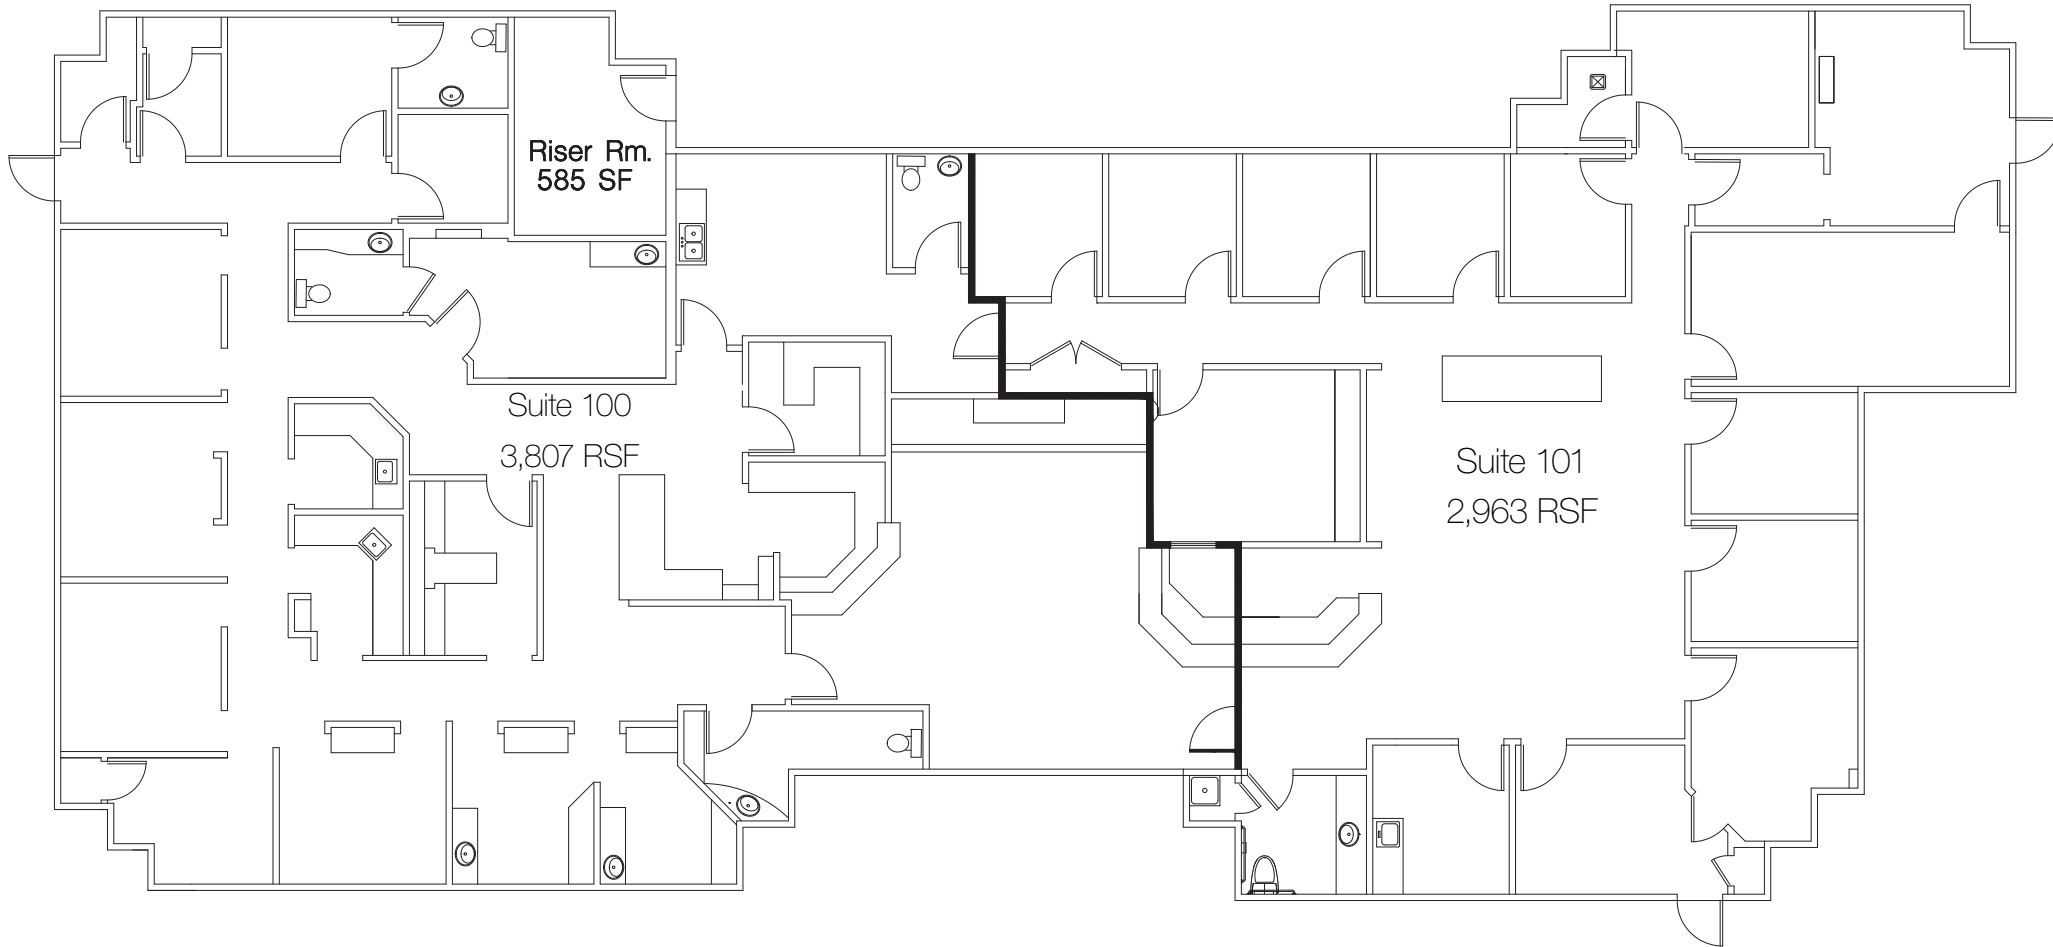 Riser Rm.
585 SF
Suite 100
3,807 RSF
Suite 101
2,963 RSF